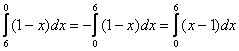 ∫₆⁰(1−x)dx = −∫₀⁶(1−x)dx = ∫₀⁶(x−1)dx